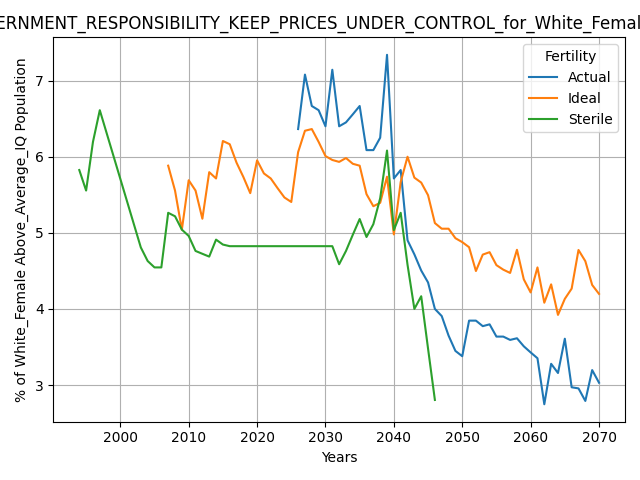 ERNMENT_RESPONSIBILITY_KEEP_PRICES_UNDER_CONTROL_for_White_Femal
Fertility
Actual
Ideal
Sterile
% of White_Female Above_Average_IQ Population
7
6
5
4
3
2000 2010 2020 2030 2040 2050 2060 2070
Years